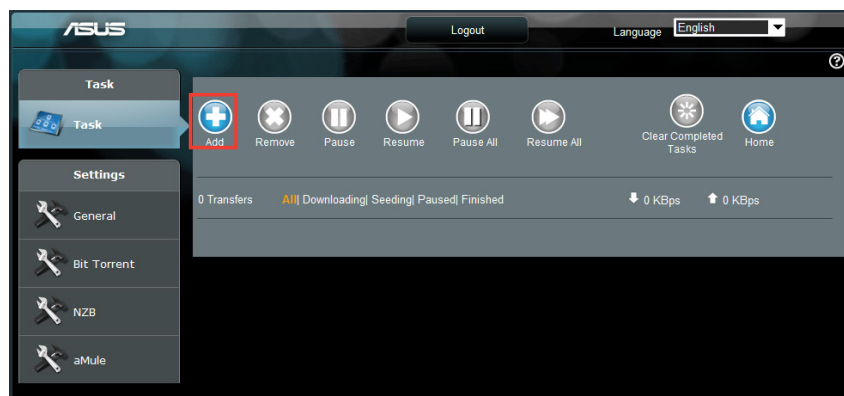 ASUS
Logout
Language English
Task
Task
Add Remove Pause Resume Pause All Resume All Clear Completed Tasks Home
0 Transfers All| Downloading| Seeding| Paused| Finished 0 KBps 0 KBps
Settings
General
Bit Torrent
NZB
aMule